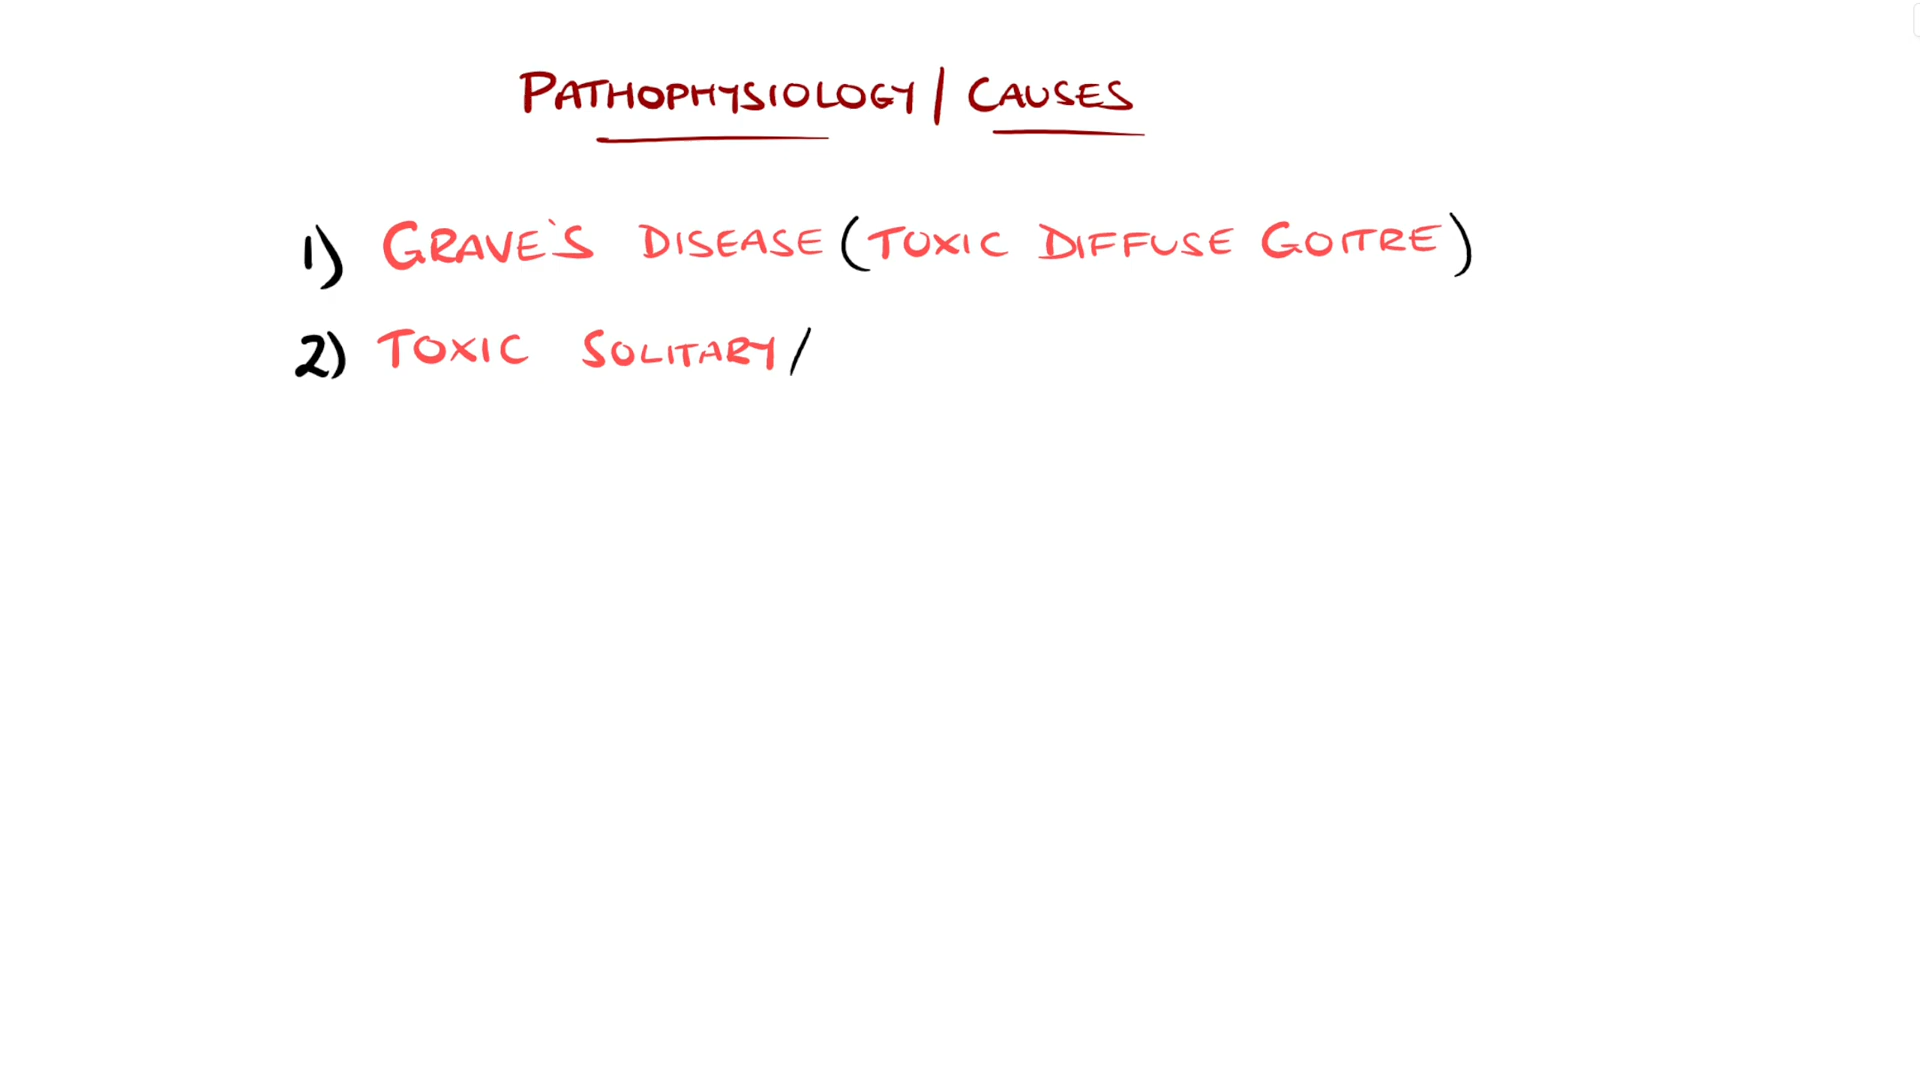 PATHOPHYSIOLOGY / CAUSES
1) GRAVE'S DISEASE (TOXIC DIFFUSE GOITRE)
2) TOXIC SOLITARY /